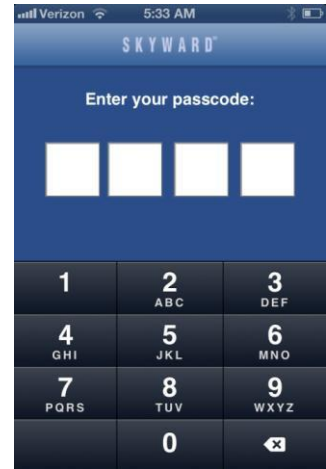 Verizon 5:33 AM
SKYWARD™
Enter your passcode:
1 2 3
ABC DEF
4 5 6
GHI JKL MNO
7 8 9
PQRS TUV WXYZ
0